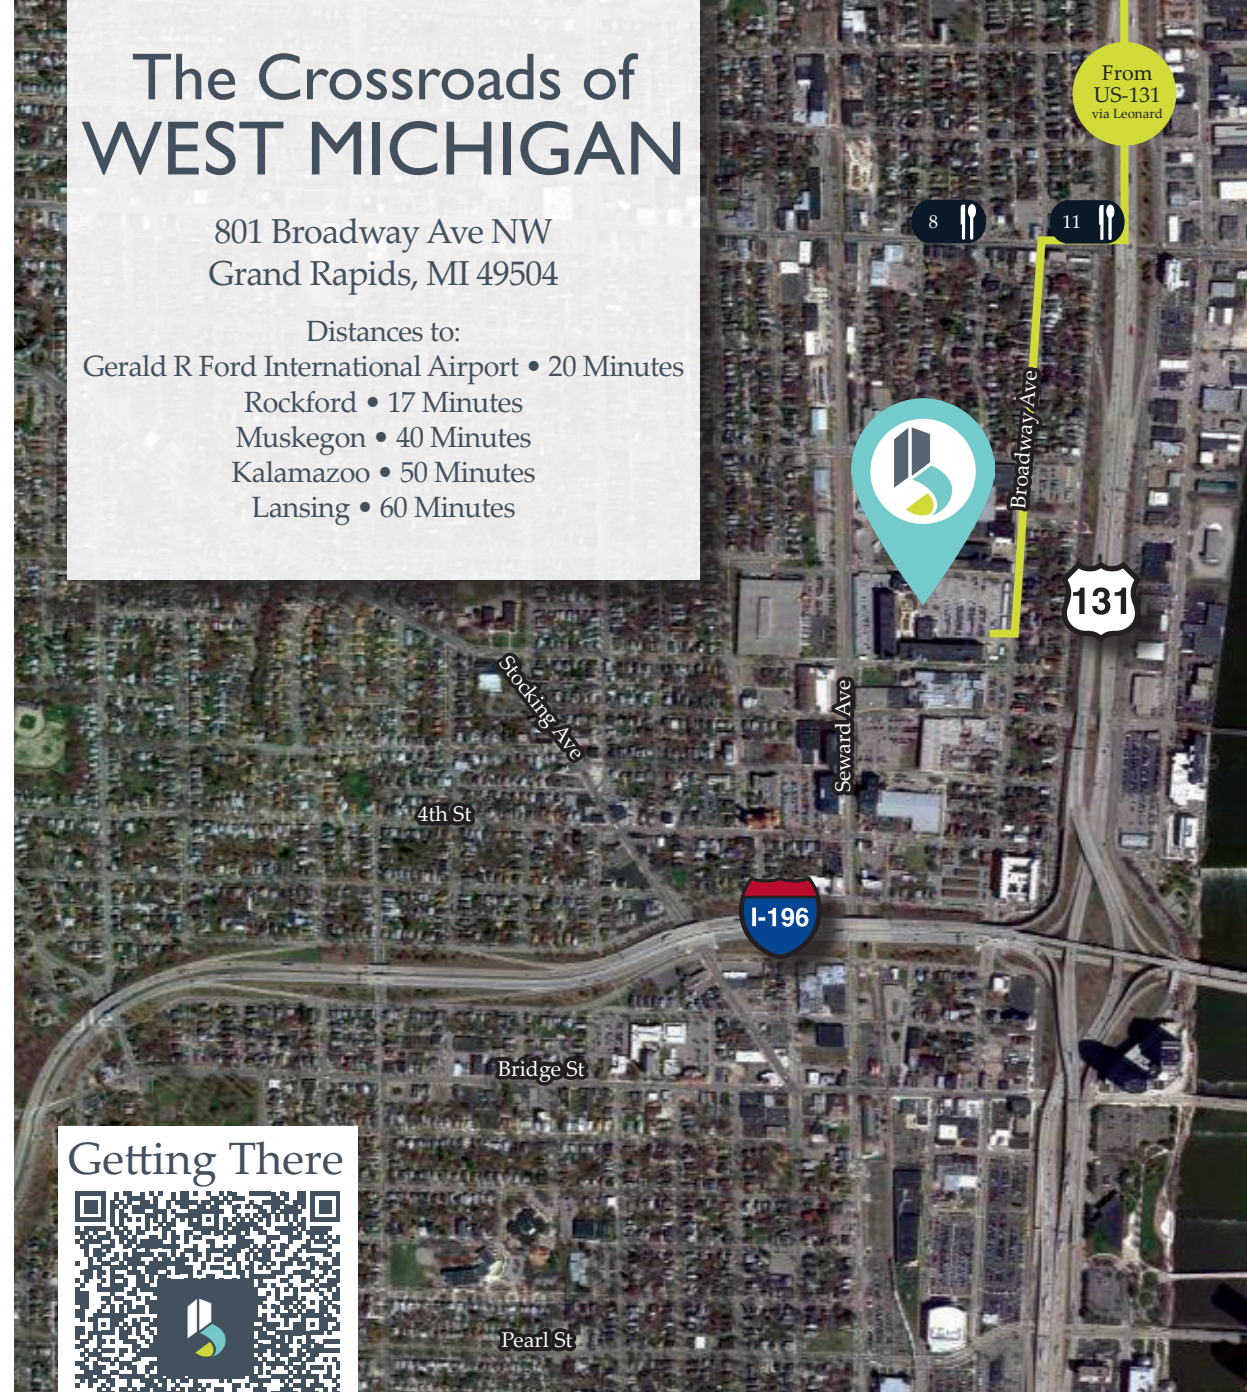 The Crossroads of
WEST MICHIGAN
801 Broadway Ave NW
Grand Rapids, MI 49504
Distances to:
Gerald R Ford International Airport • 20 Minutes
Rockford • 17 Minutes
Muskegon • 40 Minutes
Kalamazoo • 50 Minutes
Lansing • 60 Minutes
From
US-131
via Leonard
8
11
Broadway Ave
131
Stocking Ave
Seward Ave
4th St
I-196
Bridge St
Getting There
Pearl St